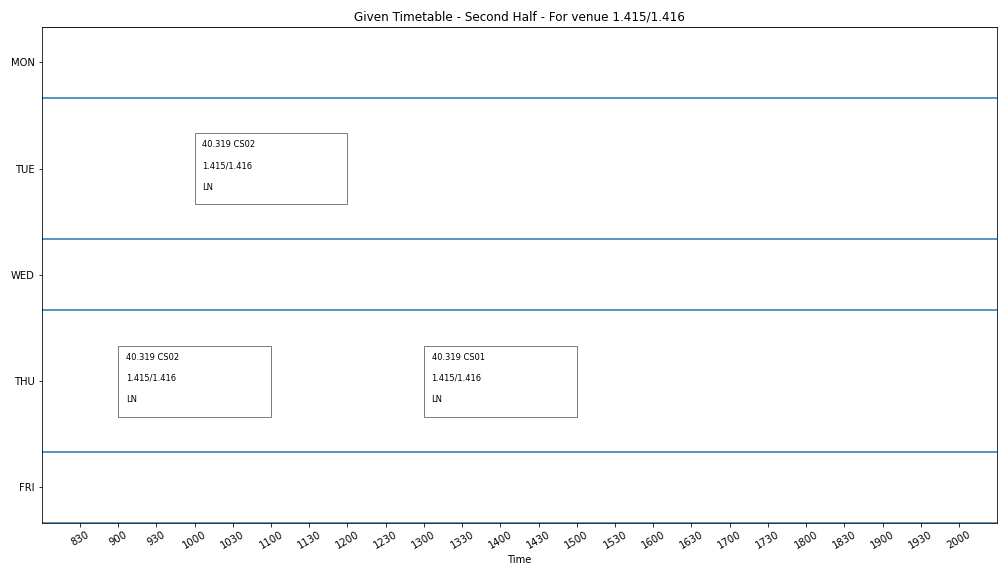 Given Timetable - Second Half - For venue 1.415/1.416
MON
TUE
40.319 CS02
1.415/1.416
LN
WED
THU
40.319 CS02
1.415/1.416
LN
40.319 CS01
1.415/1.416
LN
FRI
830 900 930 1000 1030 1100 1130 1200 1230 1300 1330 1400 1430 1500 1530 1600 1630 1700 1730 1800 1830 1900 1930 2000
Time